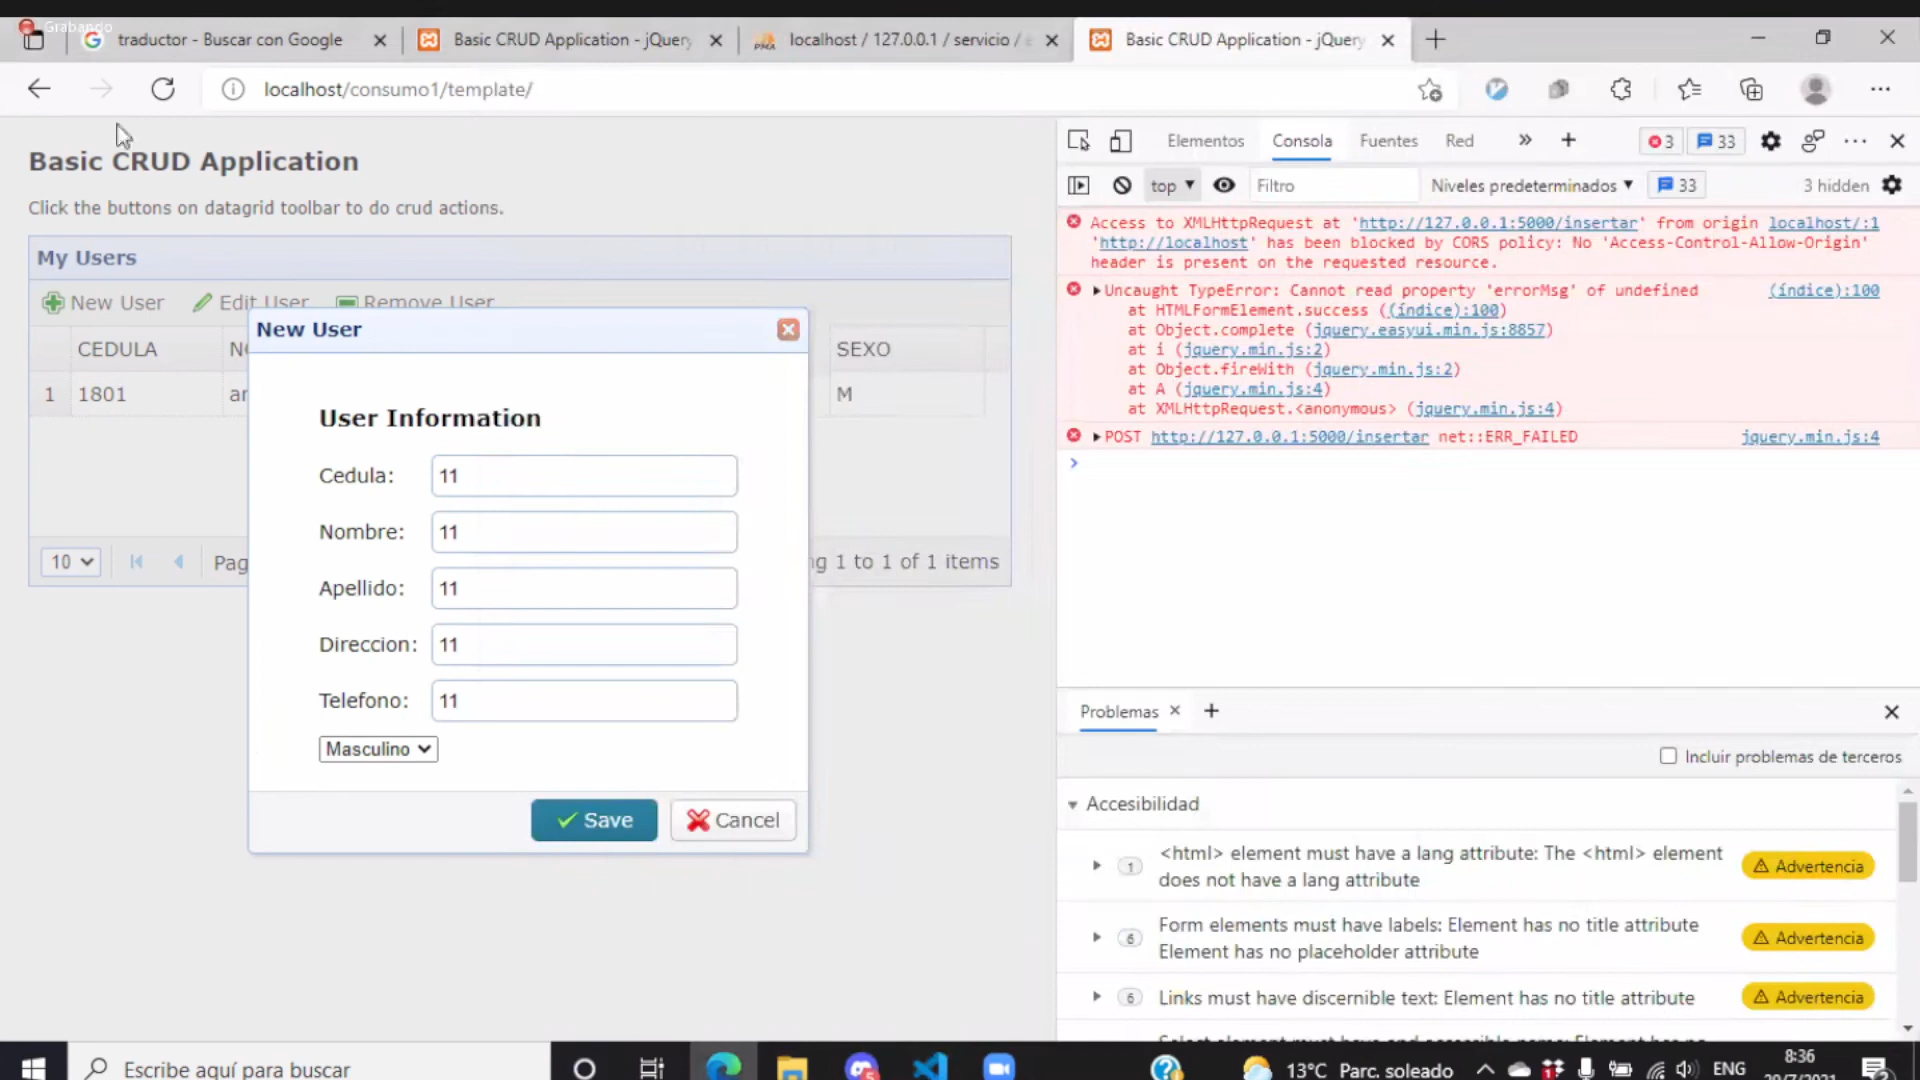 Grabando
traductor - Buscar con Google
Basic CRUD Application - jQuery
localhost / 127.0.0.1 / servicio /
Basic CRUD Application - jQuery
localhost/consumo1/template/
Basic CRUD Application
Click the buttons on datagrid toolbar to do crud actions.
My Users
New User Edit User Remove User
CEDULA SEXO
1 1801 M
10 1 to 1 of 1 items
New User
User Information
Cedula: 11
Nombre: 11
Apellido: 11
Direccion: 11
Telefono: 11
Masculino
Save Cancel
Elementos Consola Fuentes Red 3 33
top Filtro Niveles predeterminados 33 3 hidden
Access to XMLHttpRequest at 'http://127.0.0.1:5000/insertar' from origin localhost/:1
'http://localhost' has been blocked by CORS policy: No 'Access-Control-Allow-Origin'
header is present on the requested resource.
Uncaught TypeError: Cannot read property 'errorMsg' of undefined (índice):100
at HTMLFormElement.success ((índice):100)
at Object.complete (jquery.easyui.min.js:8857)
at i (jquery.min.js:2)
at Object.fireWith (jquery.min.js:2)
at A (jquery.min.js:4)
at XMLHttpRequest.<anonymous> (jquery.min.js:4)
POST http://127.0.0.1:5000/insertar net::ERR_FAILED jquery.min.js:4
Problemas
Incluir problemas de terceros
Accesibilidad
1 <html> element must have a lang attribute: The <html> element
does not have a lang attribute
Advertencia
6 Form elements must have labels: Element has no title attribute
Element has no placeholder attribute
Advertencia
6 Links must have discernible text: Element has no title attribute Advertencia
Escribe aquí para buscar
13°C Parc. soleado ENG 8:36